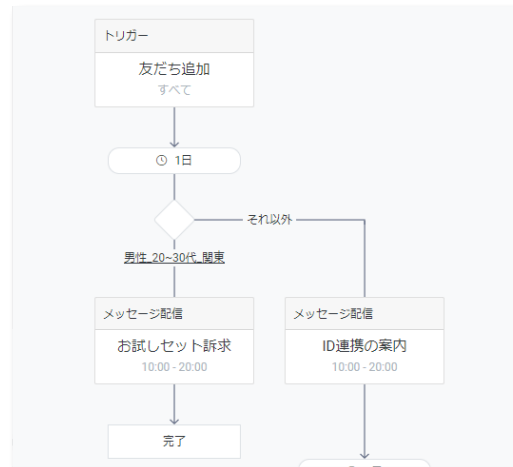 トリガー
友だち追加
すべて
1日
それ以外
男性_20~30代_関東
メッセージ配信
お試しセット訴求
10:00 - 20:00
メッセージ配信
ID連携の案内
10:00 - 20:00
完了